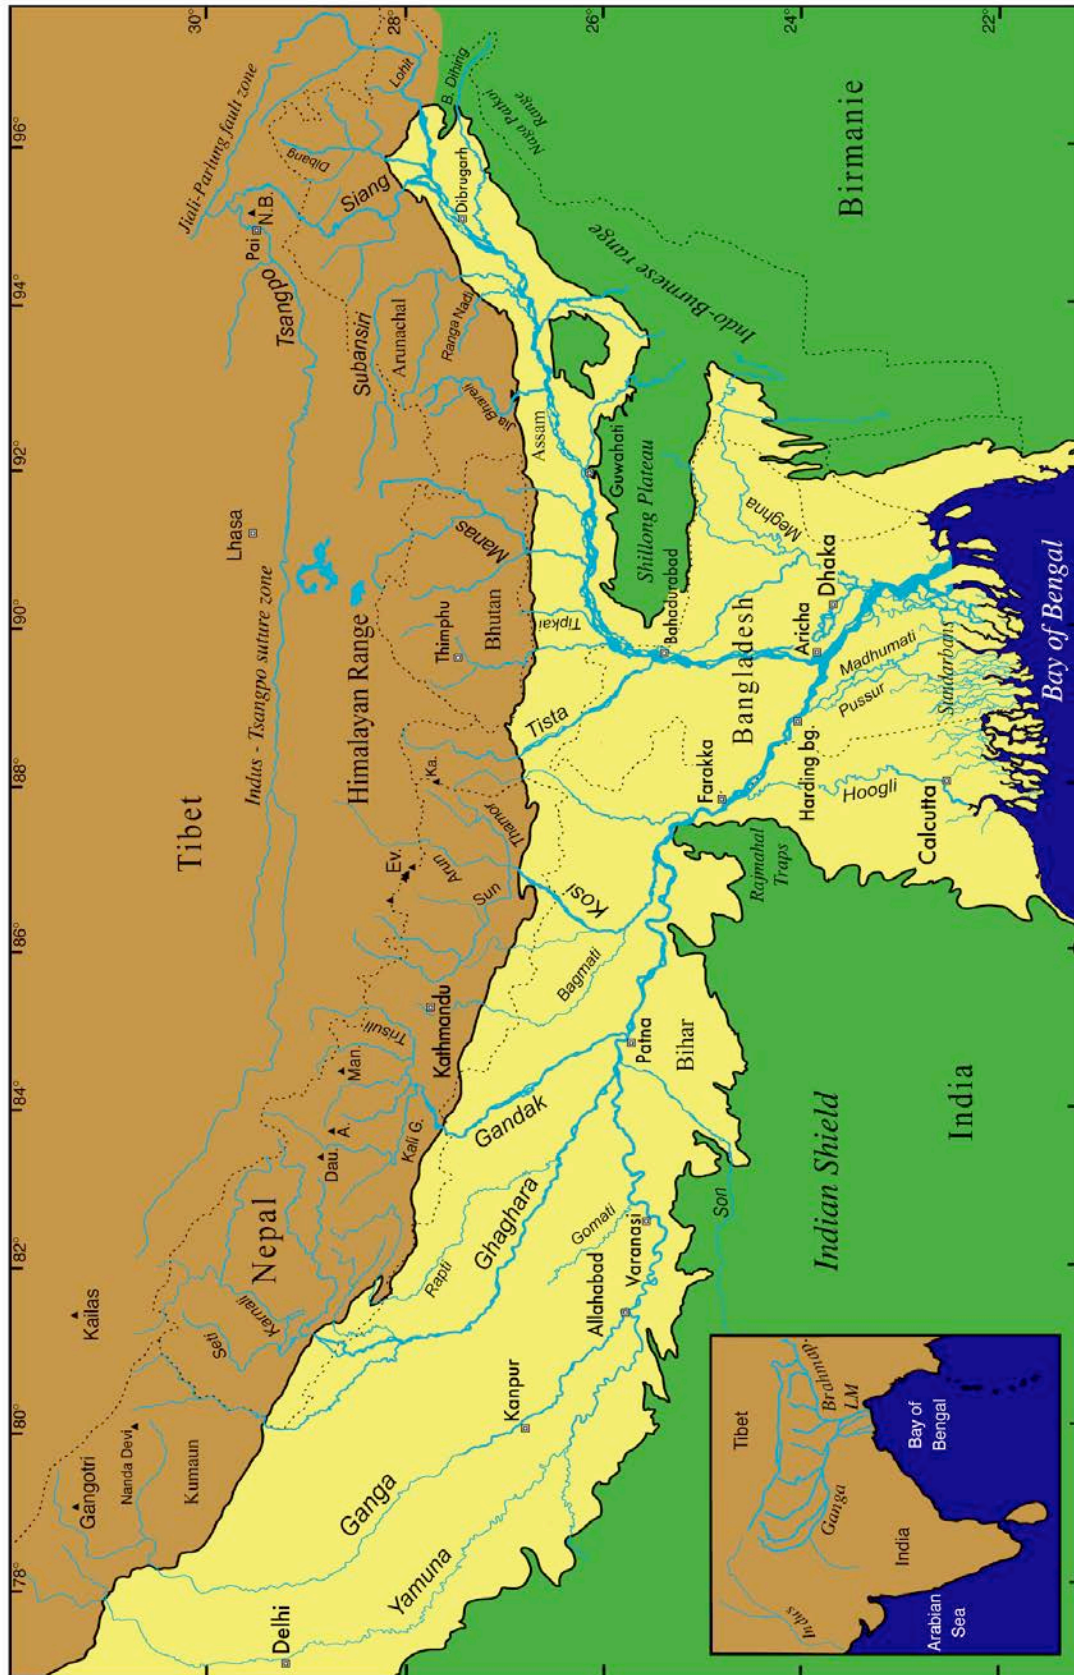 78°
80°
82°
84°
86°
88°
90°
92°
94°
96°
30°
28°
26°
24°
22°
Gangotri
Nanda Devi
Kumaun
Kailas
Seti
Karnali
Nepal
Dau.
A.
Man.
Kali G.
Trisuli
Kathmandu
Tibet
Indus - Tsangpo suture zone
Himalayan Range
Ev.
Arun
Sun
Thamor
Ka.
Lhasa
Thimphu
Bhutan
Manas
Tsangpo
Subansiri
Arunachal
Ranga Nadi
Jia Bhareli
Pai
N.B.
Jiali-Parlung fault zone
Siang
Dibang
Lohit
B. Dihing
Naga Patkoi
Range
Dibrugarh
Delhi
Yamuna
Ganga
Kanpur
Allahabad
Varanasi
Gomati
Rapti
Ghaghara
Gandak
Son
Patna
Bihar
Bagmati
Kosi
Rajmahal
Traps
Farakka
Tista
Tipkai
Assam
Guwahati
Shillong Plateau
Bahadurabad
Bangladesh
Meghna
Indo-Burmese range
Birmanie
Harding bg.
Aricha
Dhaka
Madhumati
Pussur
Hoogli
Calcutta
Sundarbans
Bay of Bengal
Indian Shield
India
Tibet
Indus
Ganga
Brahmap.
LM
India
Bay of
Bengal
Arabian
Sea